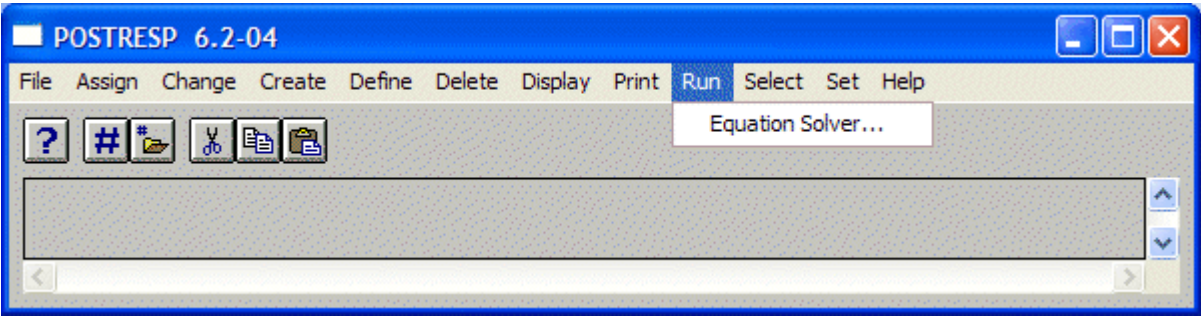 POSTRESP 6.2-04
File Assign Change Create Define Delete Display Print Run Select Set Help
Equation Solver...
? # #